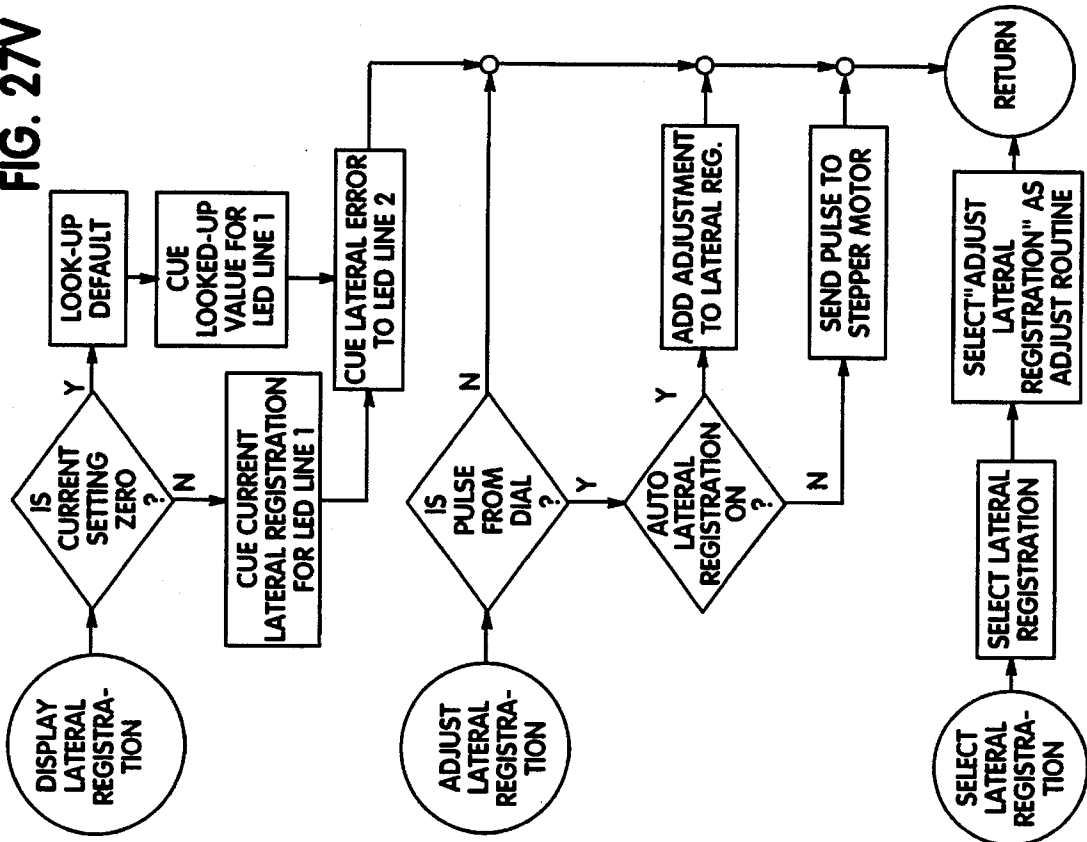 FIG. 27V
DISPLAY
LATERAL
REGISTRA-
TION
IS
CURRENT
SETTING
ZERO
?
Y
N
LOOK-UP
DEFAULT
CUE
LOOKED-UP
VALUE FOR
LED LINE 1
CUE CURRENT
LATERAL REGISTRATION
FOR LED LINE 1
CUE LATERAL ERROR
TO LED LINE 2
ADJUST
LATERAL
REGISTRA-
TION
IS
PULSE
FROM
DIAL
?
N
Y
AUTO
LATERAL
REGISTRATION
ON
?
Y
N
ADD ADJUSTMENT
TO LATERAL REG.
SEND PULSE TO
STEPPER MOTOR
SELECT
LATERAL
REGISTRA-
TION
SELECT LATERAL
REGISTRATION
SELECT"ADJUST
LATERAL
REGISTRATION" AS
ADJUST ROUTINE
RETURN